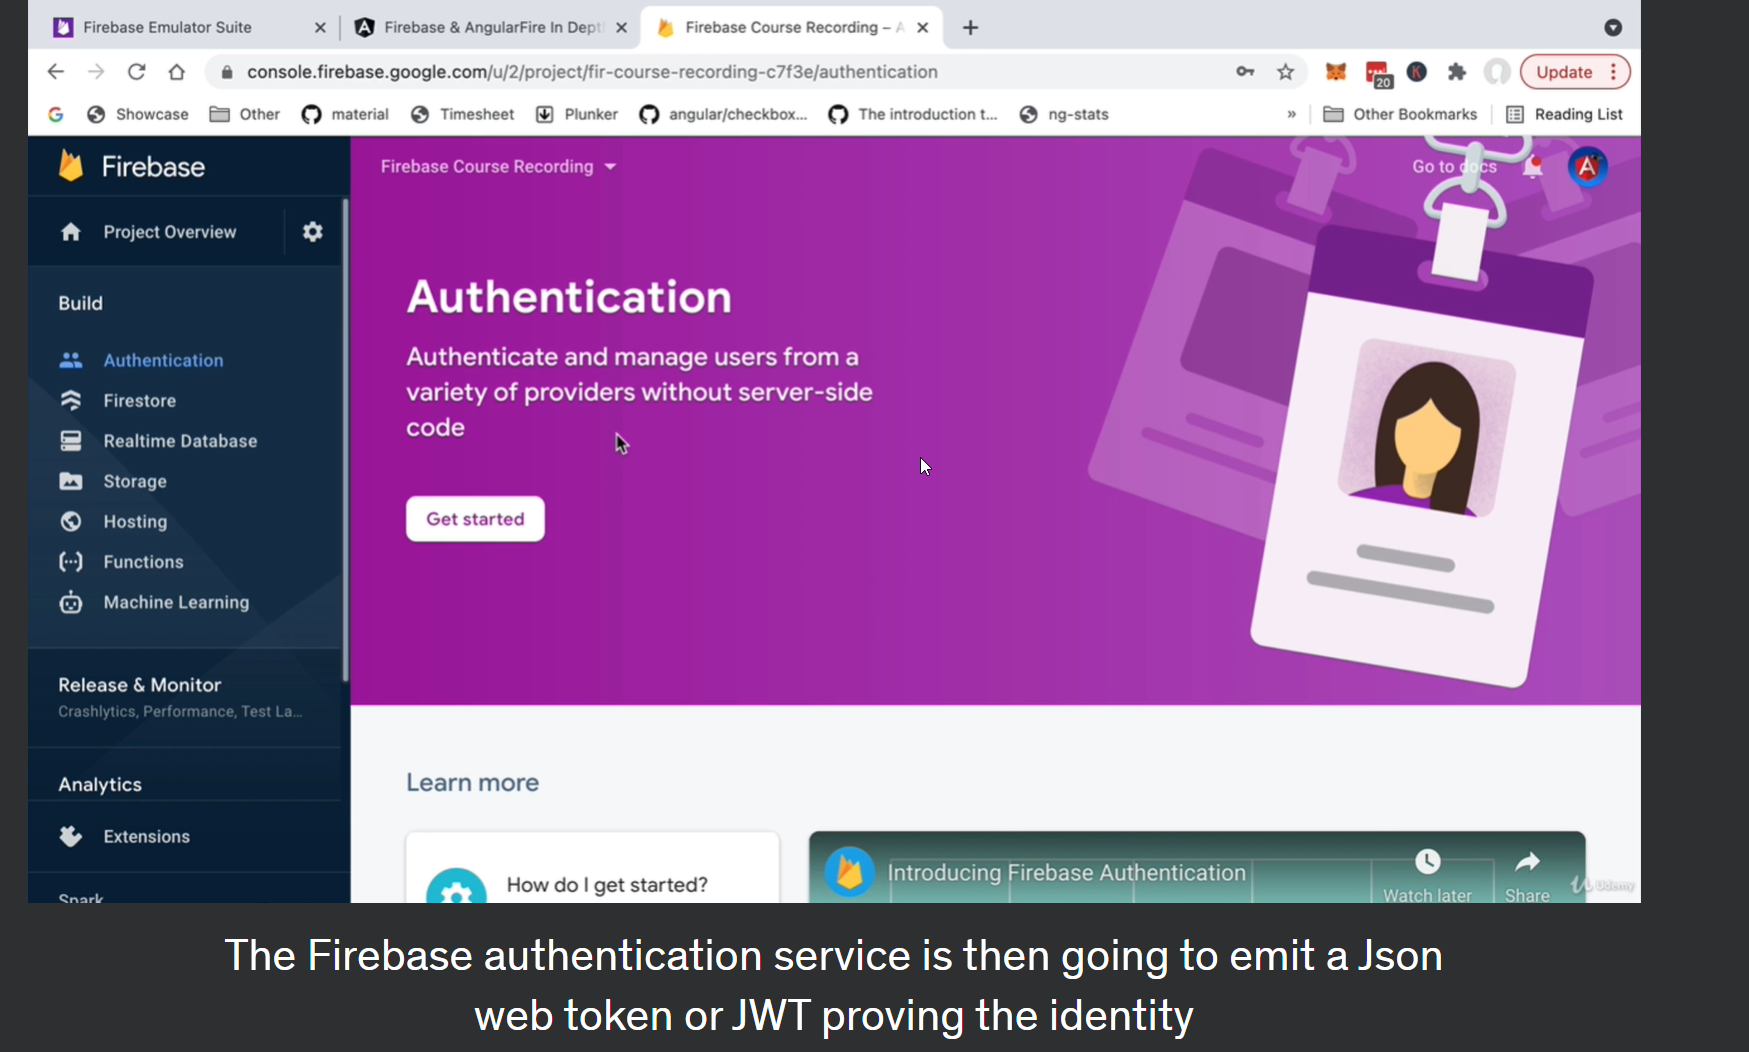 Firebase Emulator Suite
Firebase & AngularFire In Dept
Firebase Course Recording – A
console.firebase.google.com/u/2/project/fir-course-recording-c7f3e/authentication
20
Update
Showcase
Other
material
Timesheet
Plunker
angular/checkbox...
The introduction t...
ng-stats
»
Other Bookmarks
Reading List
Firebase
Firebase Course Recording
Go to docs
Project Overview
Build
Authentication
Firestore
Realtime Database
Storage
Hosting
Functions
Machine Learning
Release & Monitor
Crashlytics, Performance, Test La...
Analytics
Extensions
Spark
Authentication
Authenticate and manage users from a
variety of providers without server-side
code
Get started
Learn more
How do I get started?
Introducing Firebase Authentication
Watch later
Share
Udemy
The Firebase authentication service is then going to emit a Json
web token or JWT proving the identity